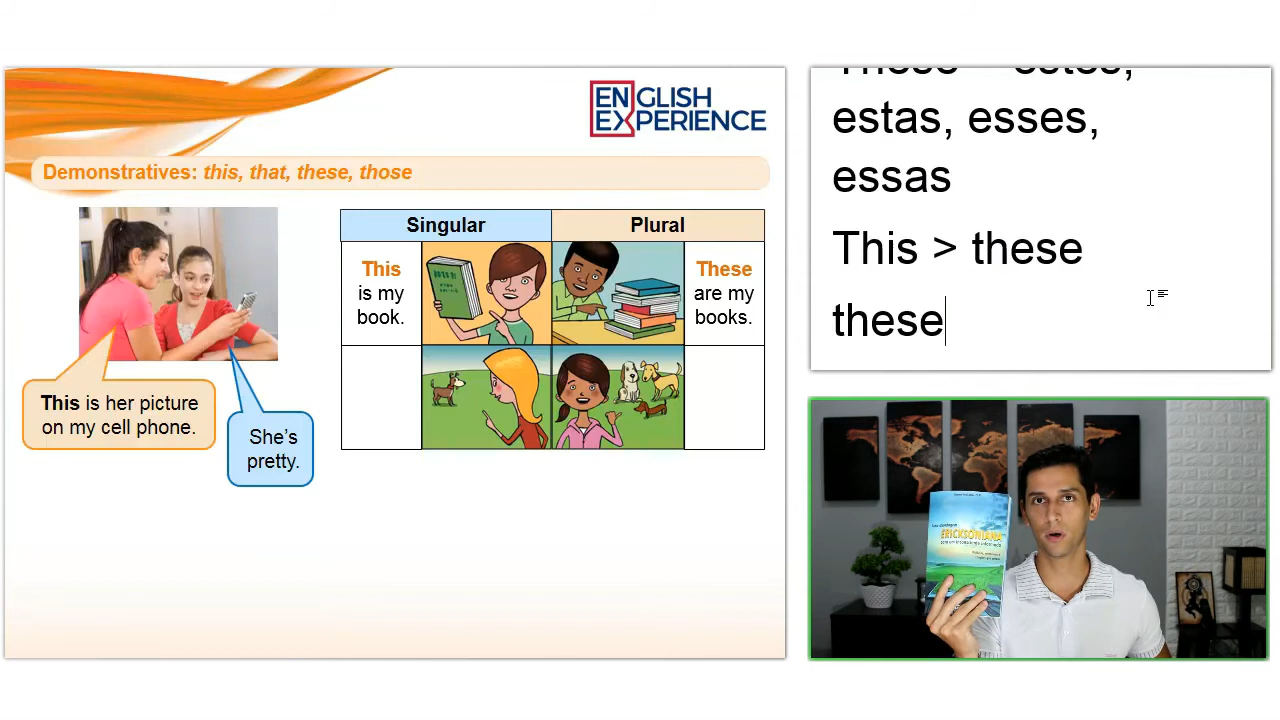 ENGLISH
EXPERIENCE
Demonstratives: this, that, these, those
Singular
Plural
This
is my
book.
These
are my
books.
This is her picture
on my cell phone.
She's
pretty.
estas, esses,
essas
This > these
these
ERICKSONIANA